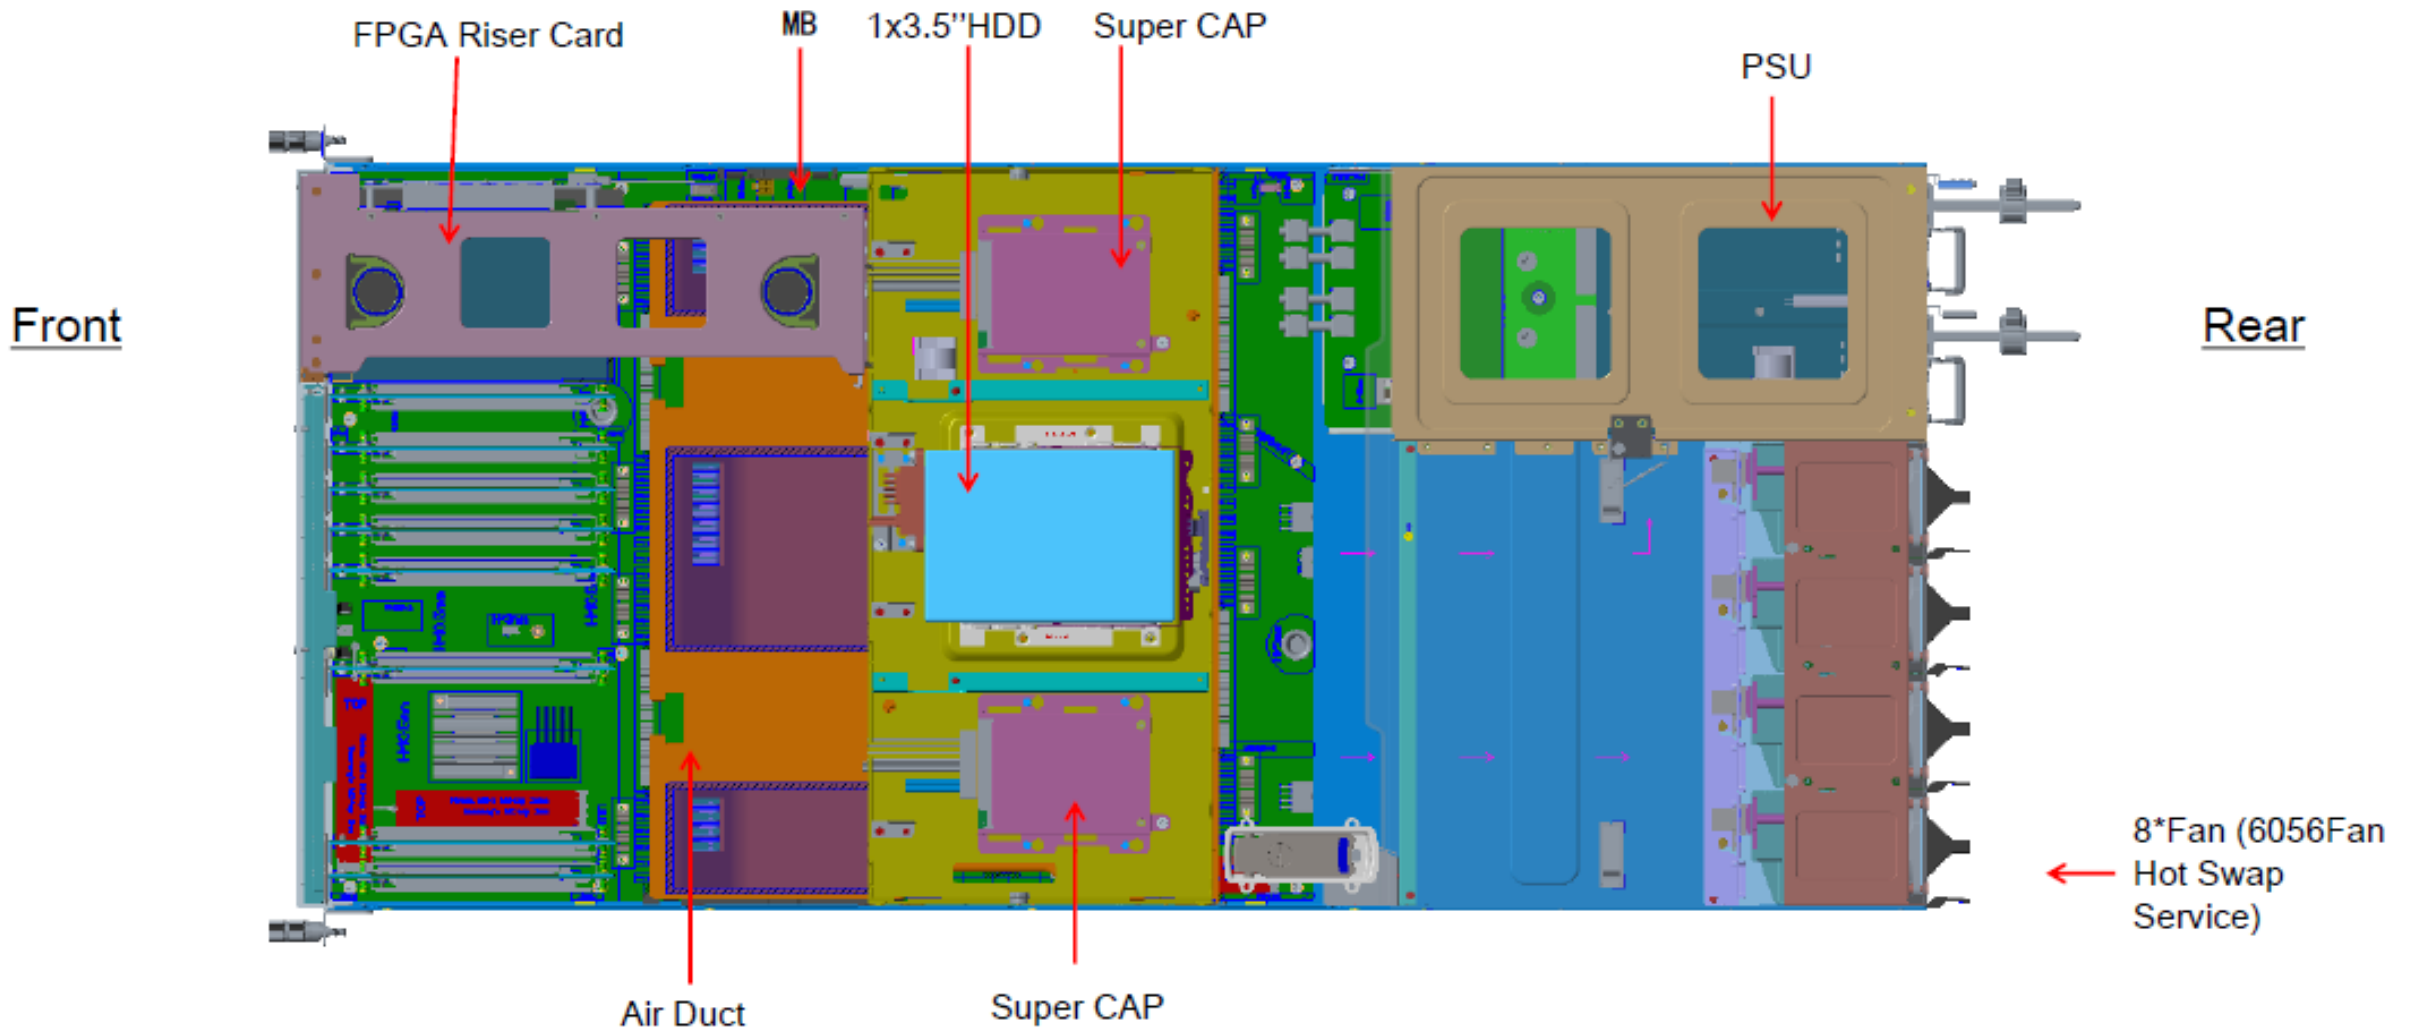 FPGA Riser Card
MB
1x3.5''HDD
Super CAP
PSU
Front
Rear
TOP
8*Fan (6056Fan
Hot Swap
Service)
Air Duct
Super CAP